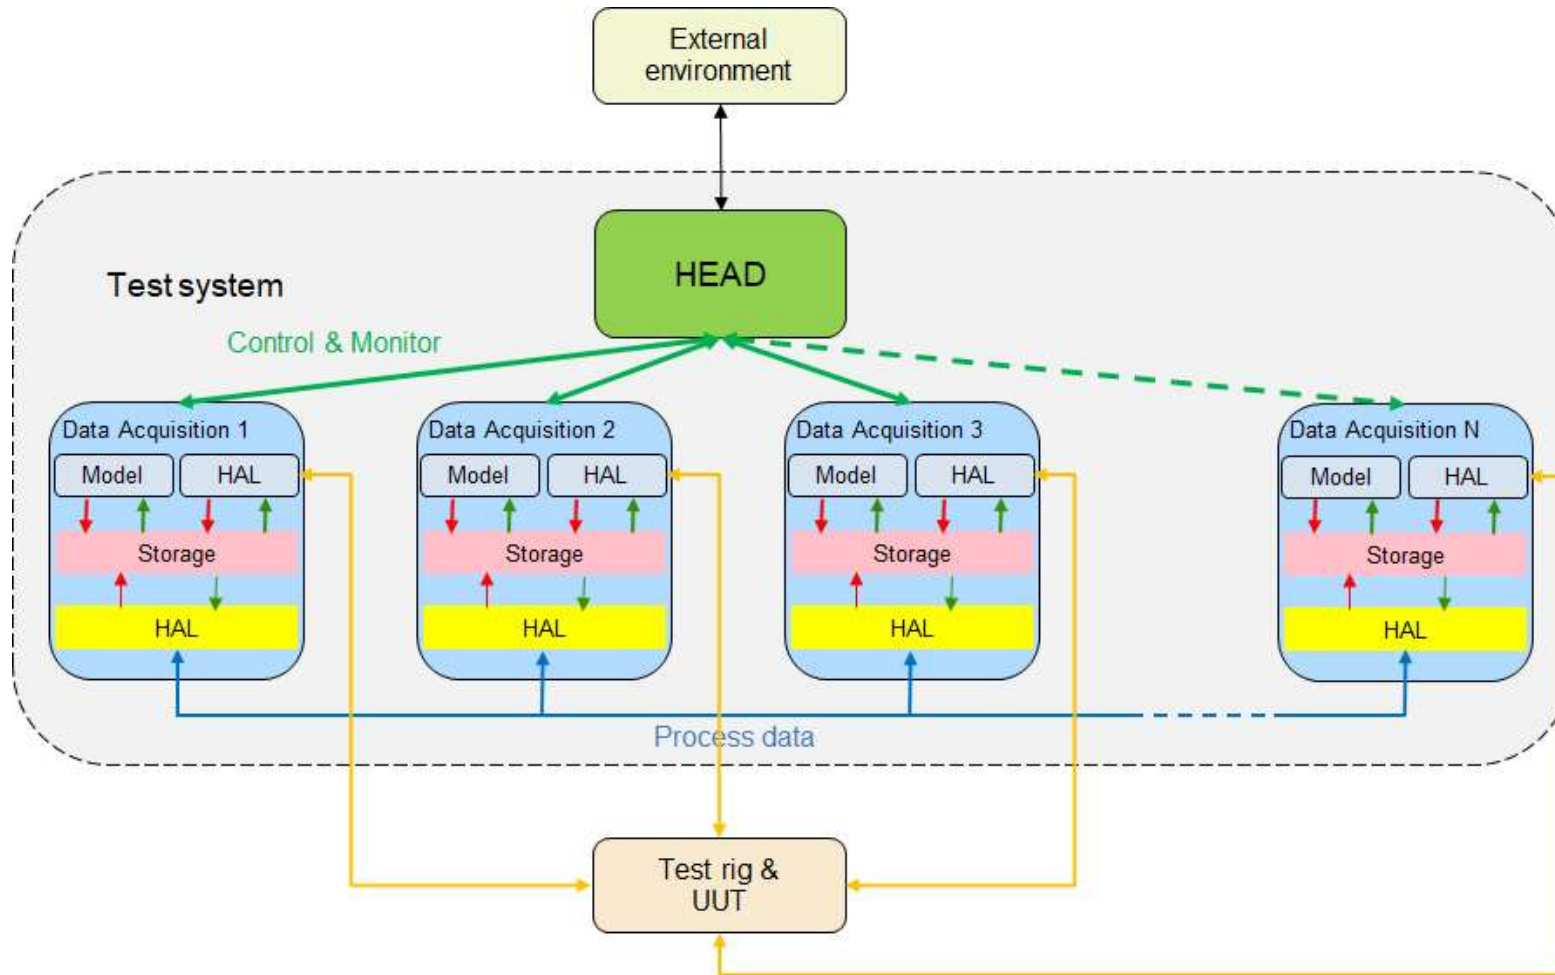 External
environment
HEAD
Test system
Control & Monitor
Data Acquisition 1
Model
HAL
Storage
HAL
Data Acquisition 2
Model
HAL
Storage
HAL
Data Acquisition 3
Model
HAL
Storage
HAL
Data Acquisition N
Model
HAL
Storage
HAL
Process data
Test rig &
UUT